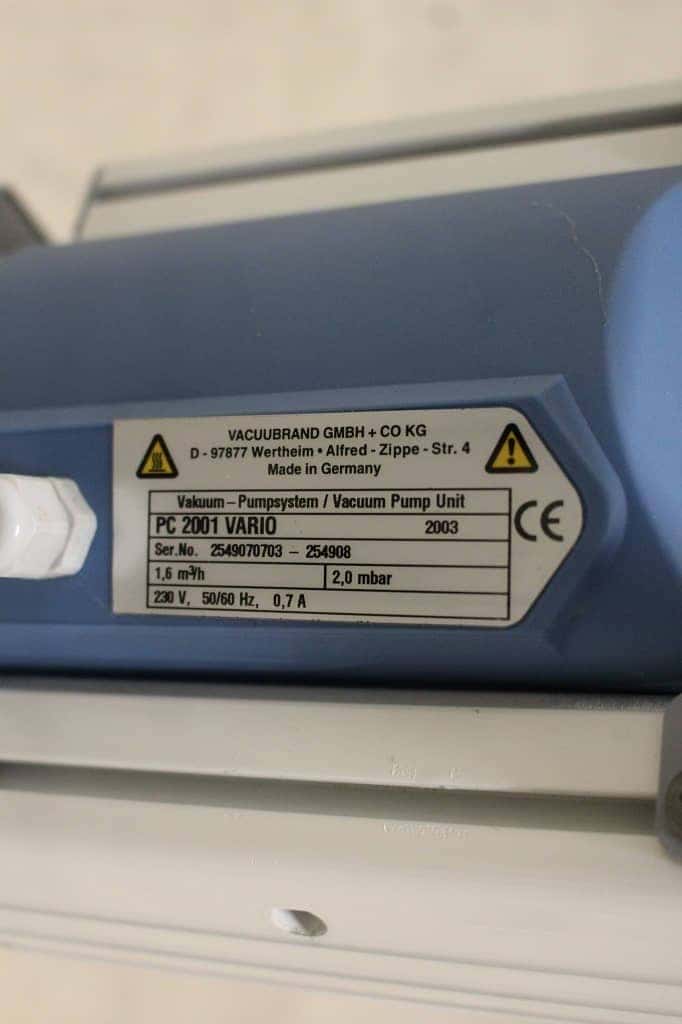 VACUUBRAND GMBH + CO KG
D - 97877 Wertheim • Alfred - Zippe - Str. 4
Made in Germany
Vakuum – Pumpsystem / Vacuum Pump Unit
PC 2001 VARIO 2003
Ser.No. 2549070703 – 254908
1,6 m³/h 2,0 mbar
230 V, 50/60 Hz, 0,7 A
CE